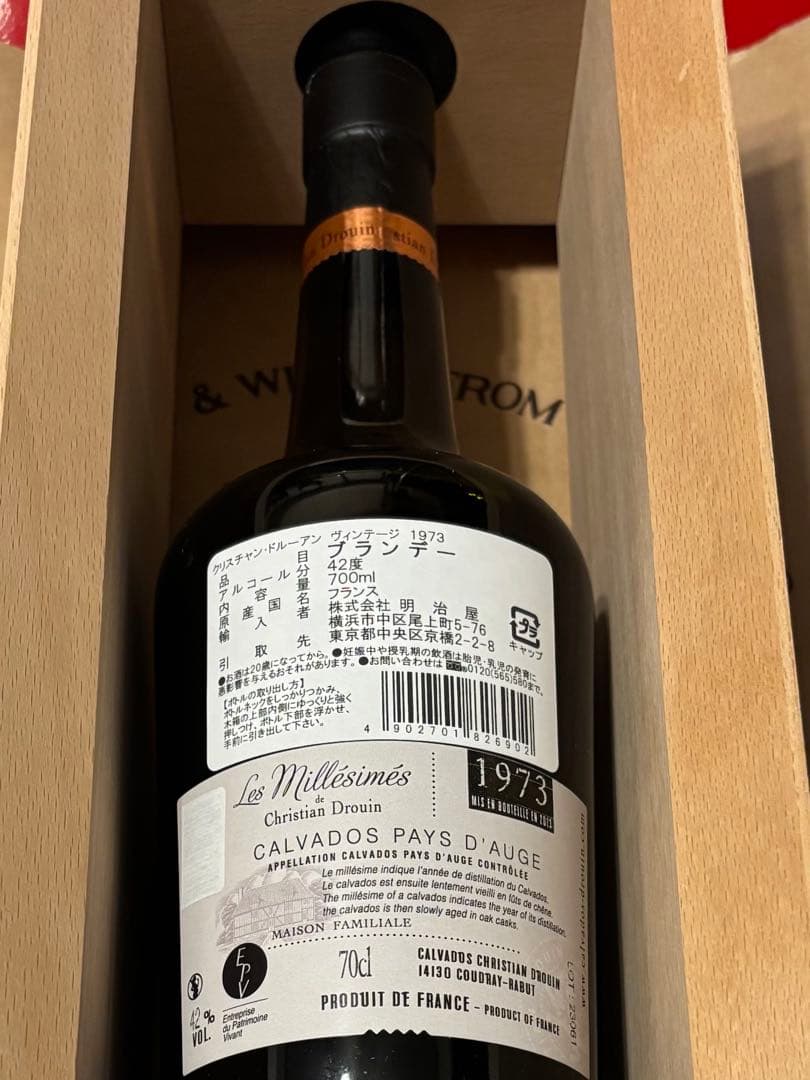 Drouin
stian
& WI
TROM
クリスチャン・ドルーアン ヴィンテージ 1973
品目 ブランデー
アルコール分 42度
内容量 700ml
原産国名 フランス
輸入者 株式会社 明治屋
横浜市中区尾上町5-76
引取先 東京都中央区京橋2-2-8
キャップ
●お酒は20歳になってから。●妊娠中や授乳期の飲酒は胎児・乳児の発育に
悪影響を与えるおそれがあります。●お問い合わせは 0120(565)580まで。
【ボトルの取り出し方】
ボトルネックをしっかりつかみ、
木箱の上部内側にゆっくりと強く
押しつけ、ボトル下部を浮かせ、
手前に引き出して下さい。
4 902701 826902
Les Millésimés
de
Christian Drouin
1973
MIS EN BOUTEILLE EN
CALVADOS PAYS D'AUGE
APPELLATION CALVADOS PAYS D'AUGE CONTRÔLÉE
Le millésime indique l'année de distillation du Calvados.
Le calvados est ensuite lentement vieilli en fûts de chêne.
The millésime of a calvados indicates the year of its distillation,
the calvados is then slowly aged in oak casks.
MAISON FAMILIALE
EPV
Entreprise
du Patrimoine
Vivant
42 %
VOL.
70cl
CALVADOS CHRISTIAN DROUIN
14130 COUDRAY-RABUT
PRODUIT DE FRANCE - PRODUCT OF FRANCE
www.calvados-drouin.com
LOT : 23061